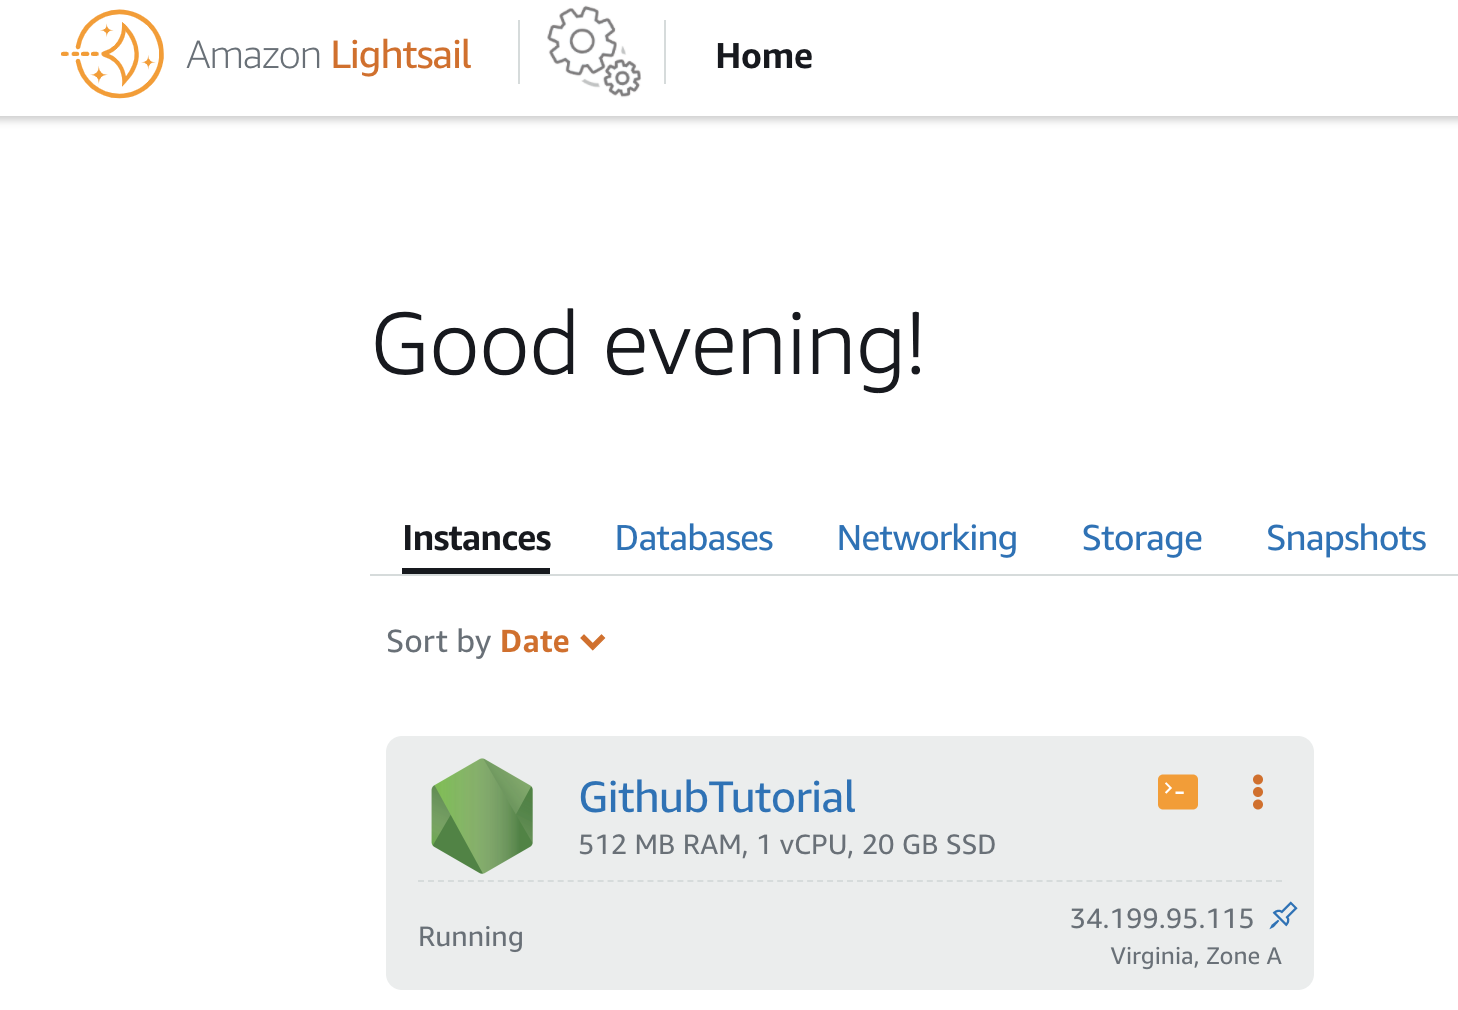 Amazon Lightsail
Home
Good evening!
Instances Databases Networking Storage Snapshots
Sort by Date
GithubTutorial
512 MB RAM, 1 vCPU, 20 GB SSD
Running
34.199.95.115
Virginia, Zone A